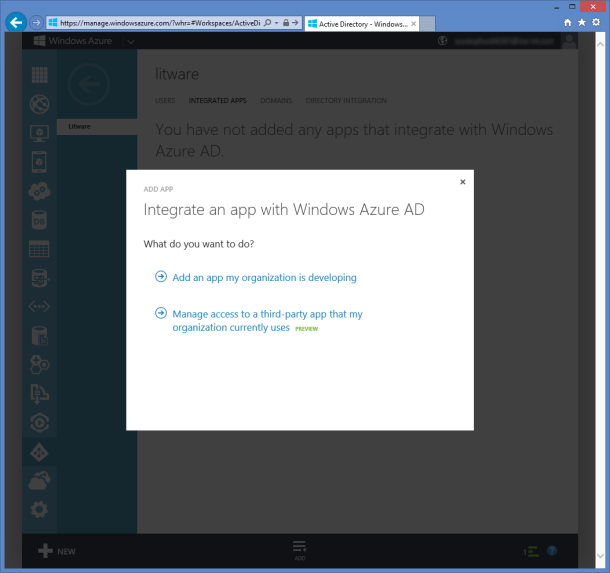 https://manage.windowsazure.com/?whr=#Workspaces/ActiveDi
Active Directory - Windows...
Windows Azure
litware
USERS INTEGRATED APPS DOMAINS DIRECTORY INTEGRATION
Litware
You have not added any apps that integrate with Windows
Azure AD.
DB
ADD APP
Integrate an app with Windows Azure AD
What do you want to do?
Add an app my organization is developing
Manage access to a third-party app that my
organization currently uses PREVIEW
NEW
ADD
1
?